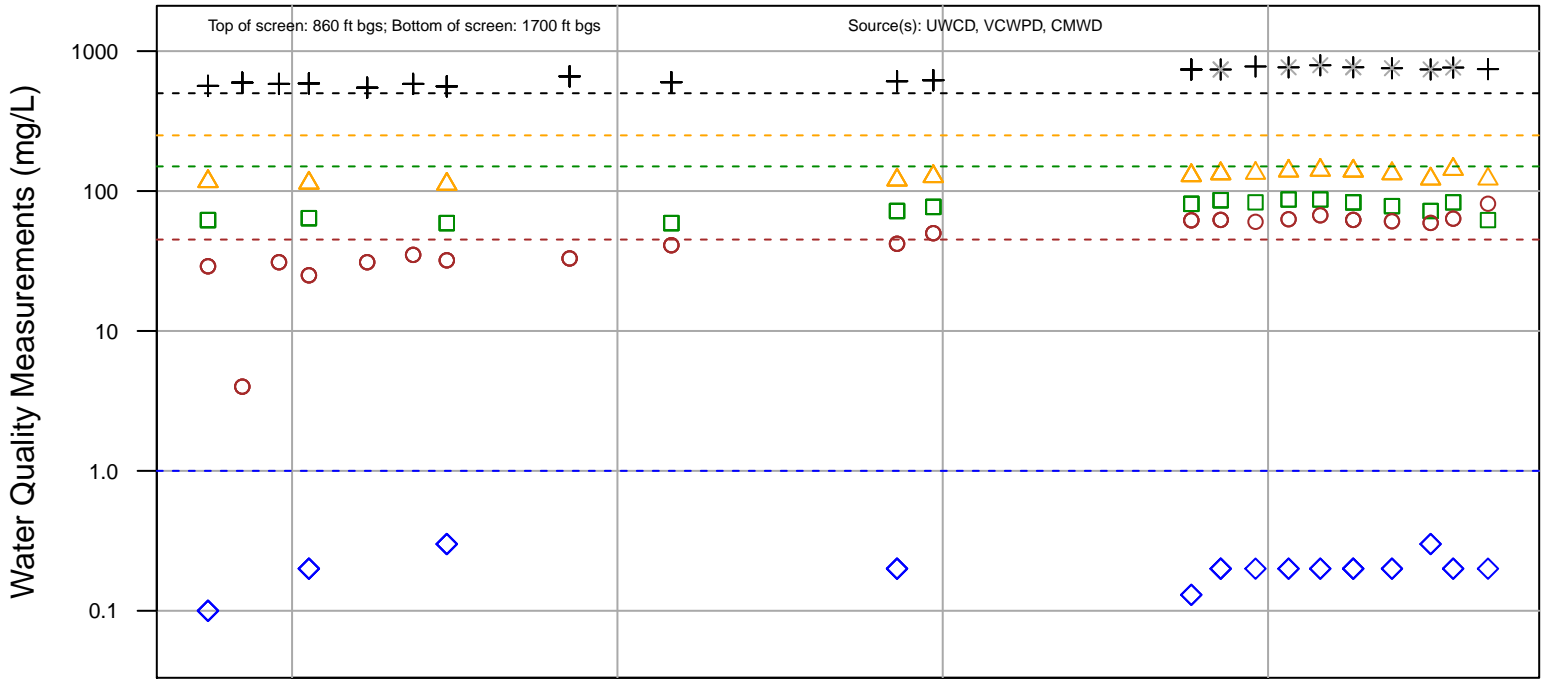 Top of screen: 860 ft bgs; Bottom of screen: 1700 ft bgs
Source(s): UWCD, VCWPD, CMWD
Water Quality Measurements (mg/L)
1000
100
10
1.0
0.1